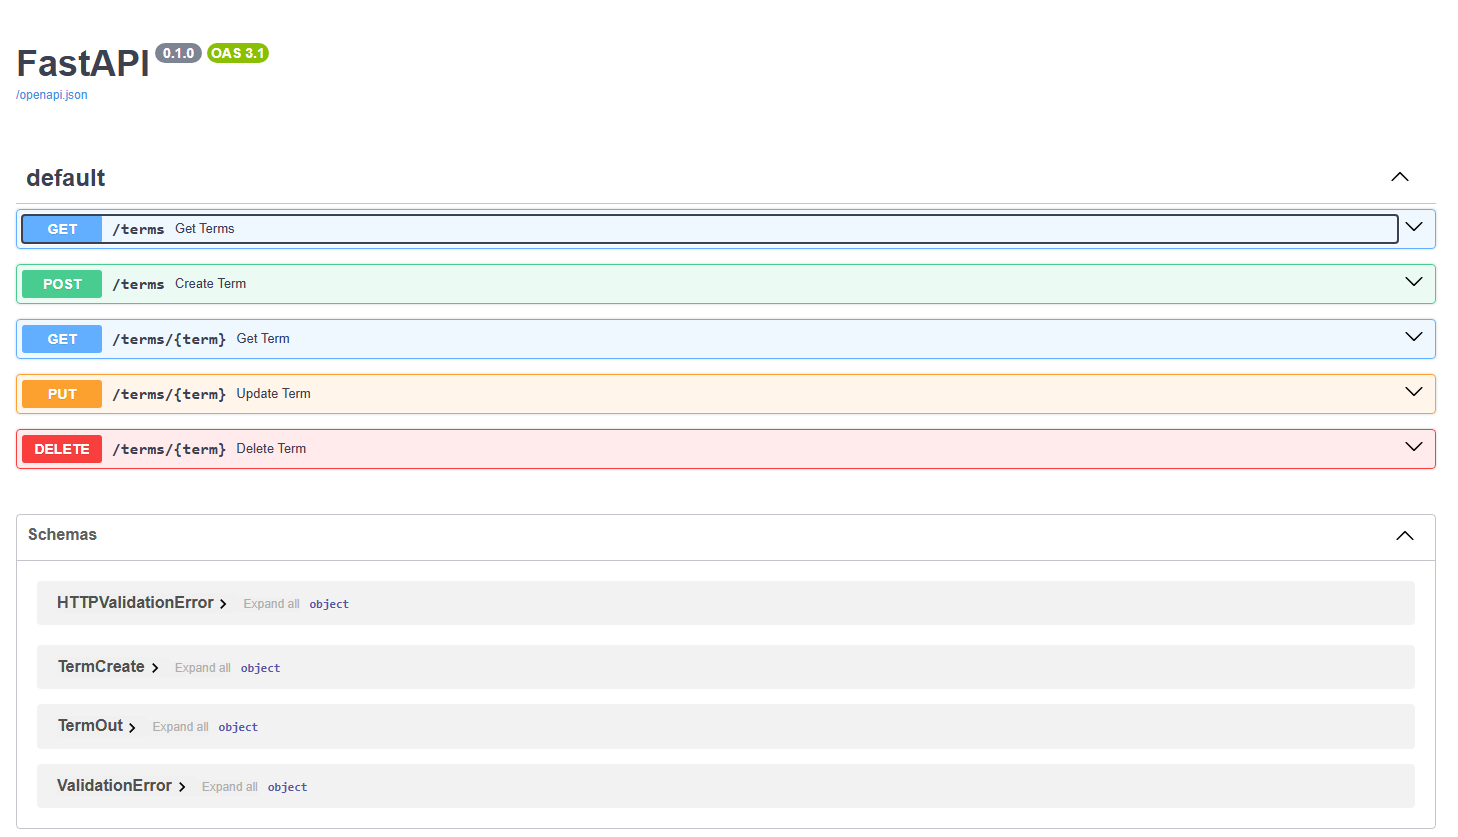 FastAPI 0.1.0 OAS 3.1
/openapi.json
default
GET /terms Get Terms
POST /terms Create Term
GET /terms/{term} Get Term
PUT /terms/{term} Update Term
DELETE /terms/{term} Delete Term
Schemas
HTTPValidationError Expand all object
TermCreate Expand all object
TermOut Expand all object
ValidationError Expand all object